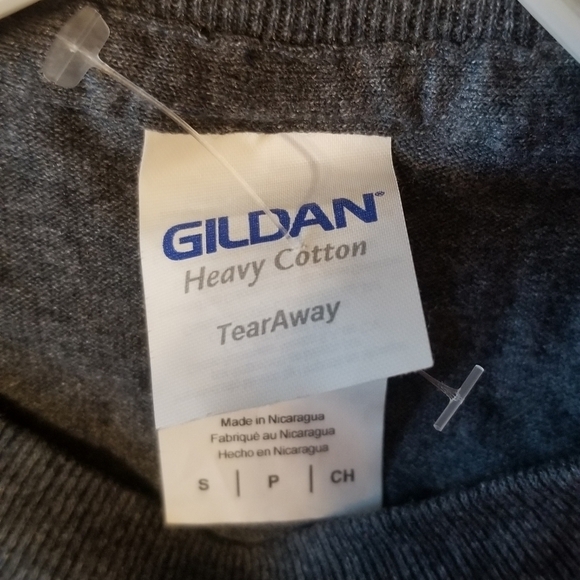 GILDAN
Heavy Cotton
TearAway
Made in Nicaragua
Fabriqué au Nicaragua
Hecho en Nicaragua
S | P | CH